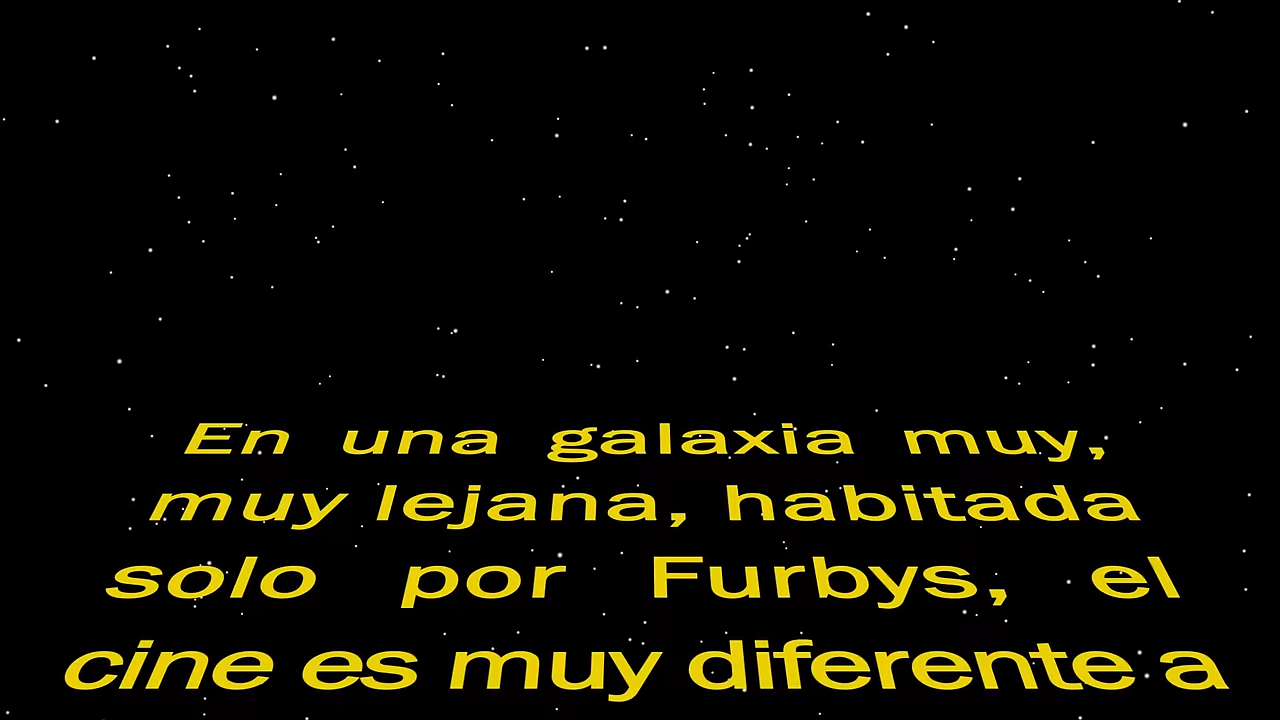 En una galaxia muy,
muy lejana, habitada
solo por Furbys, el
cine es muy diferente a